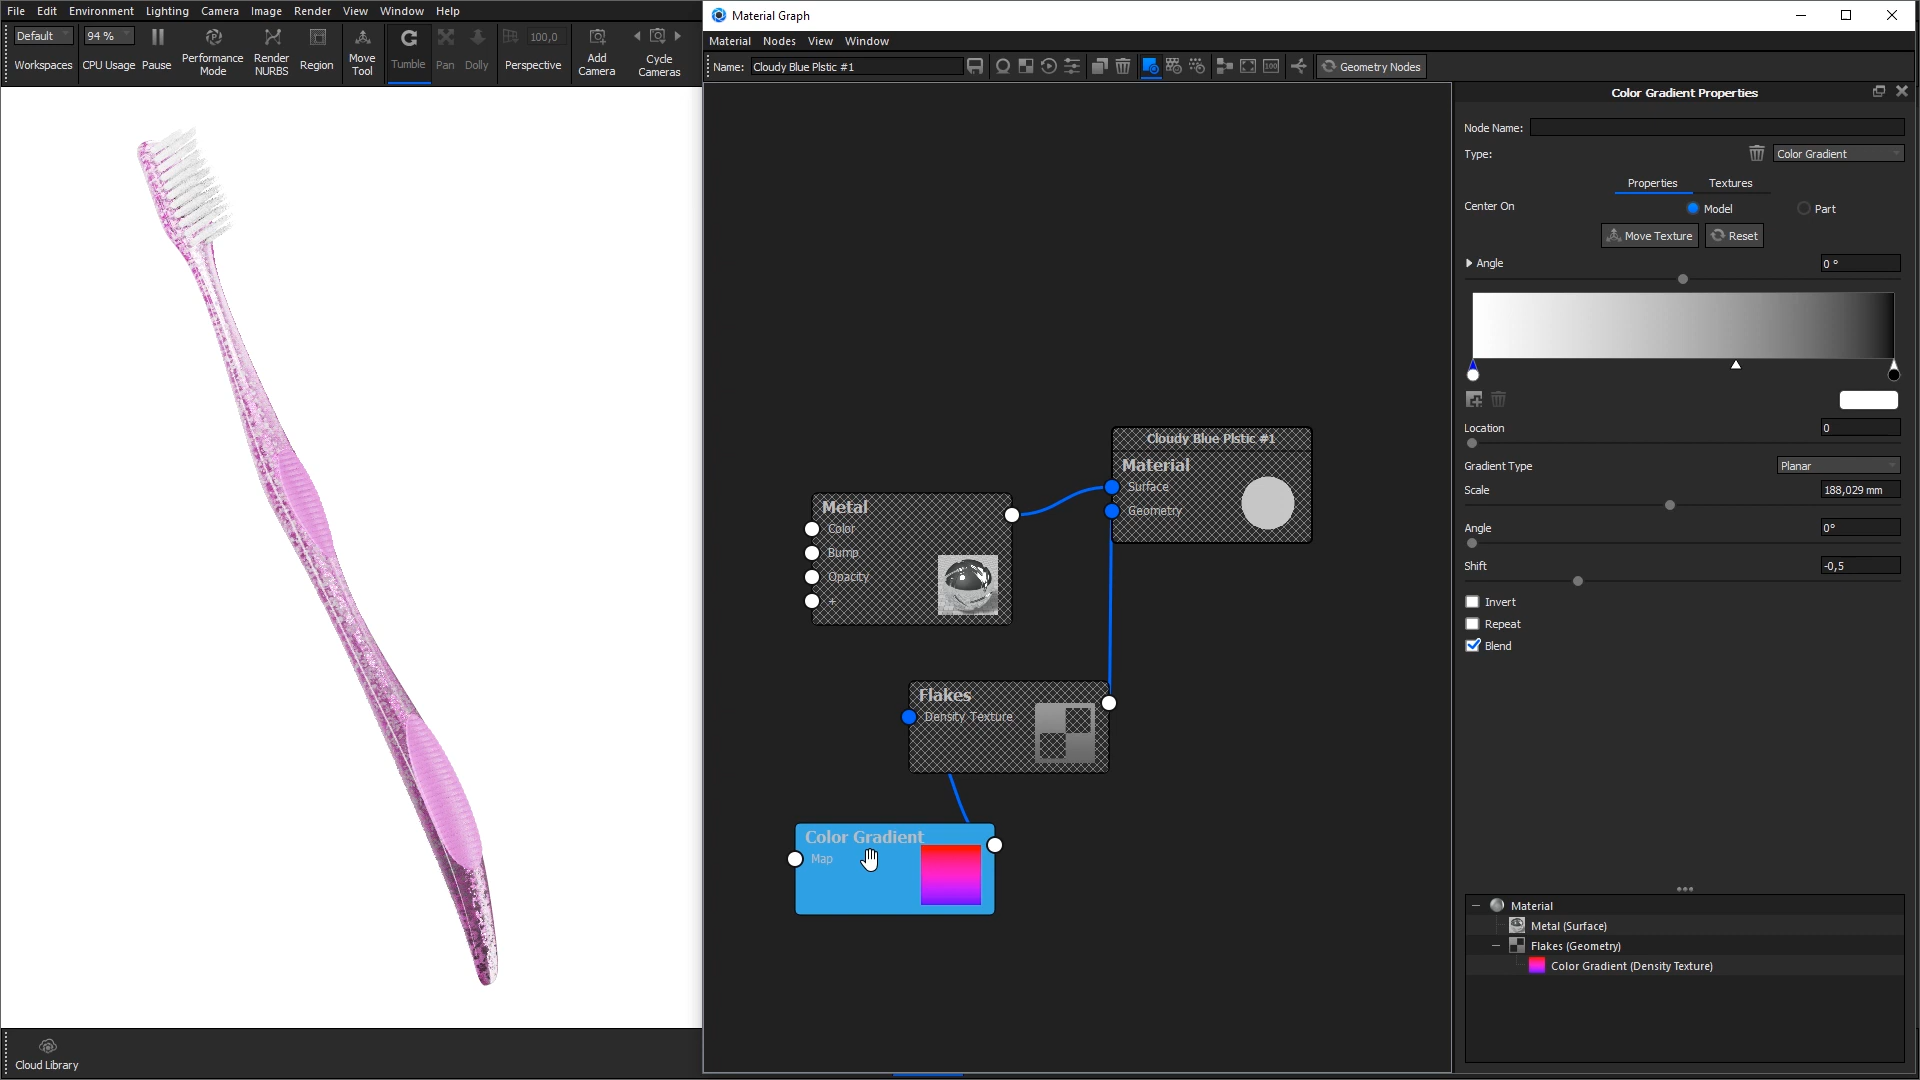 File Edit Environment Lighting Camera Image Render View Window Help
Default 94 % 100,0
Workspaces CPU Usage Pause Performance Mode Render NURBS Region Move Tool Tumble Pan Dolly Perspective Add Camera Cycle Cameras
Material Graph
Material Nodes View Window
Name: Cloudy Blue Plstic #1 100 Geometry Nodes
Color Gradient Properties
Node Name:
Type: Color Gradient
Properties Textures
Center On Model Part
Move Texture Reset
Angle 0 °
Location 0
Gradient Type Planar
Scale 188,029 mm
Angle 0°
Shift -0,5
Invert
Repeat
Blend
Cloudy Blue Plstic #1
Material
Surface
Geometry
Metal
Color
Bump
Opacity
+
Flakes
Density Texture
Color Gradient
Map
Material
Metal (Surface)
Flakes (Geometry)
Color Gradient (Density Texture)
Cloud Library